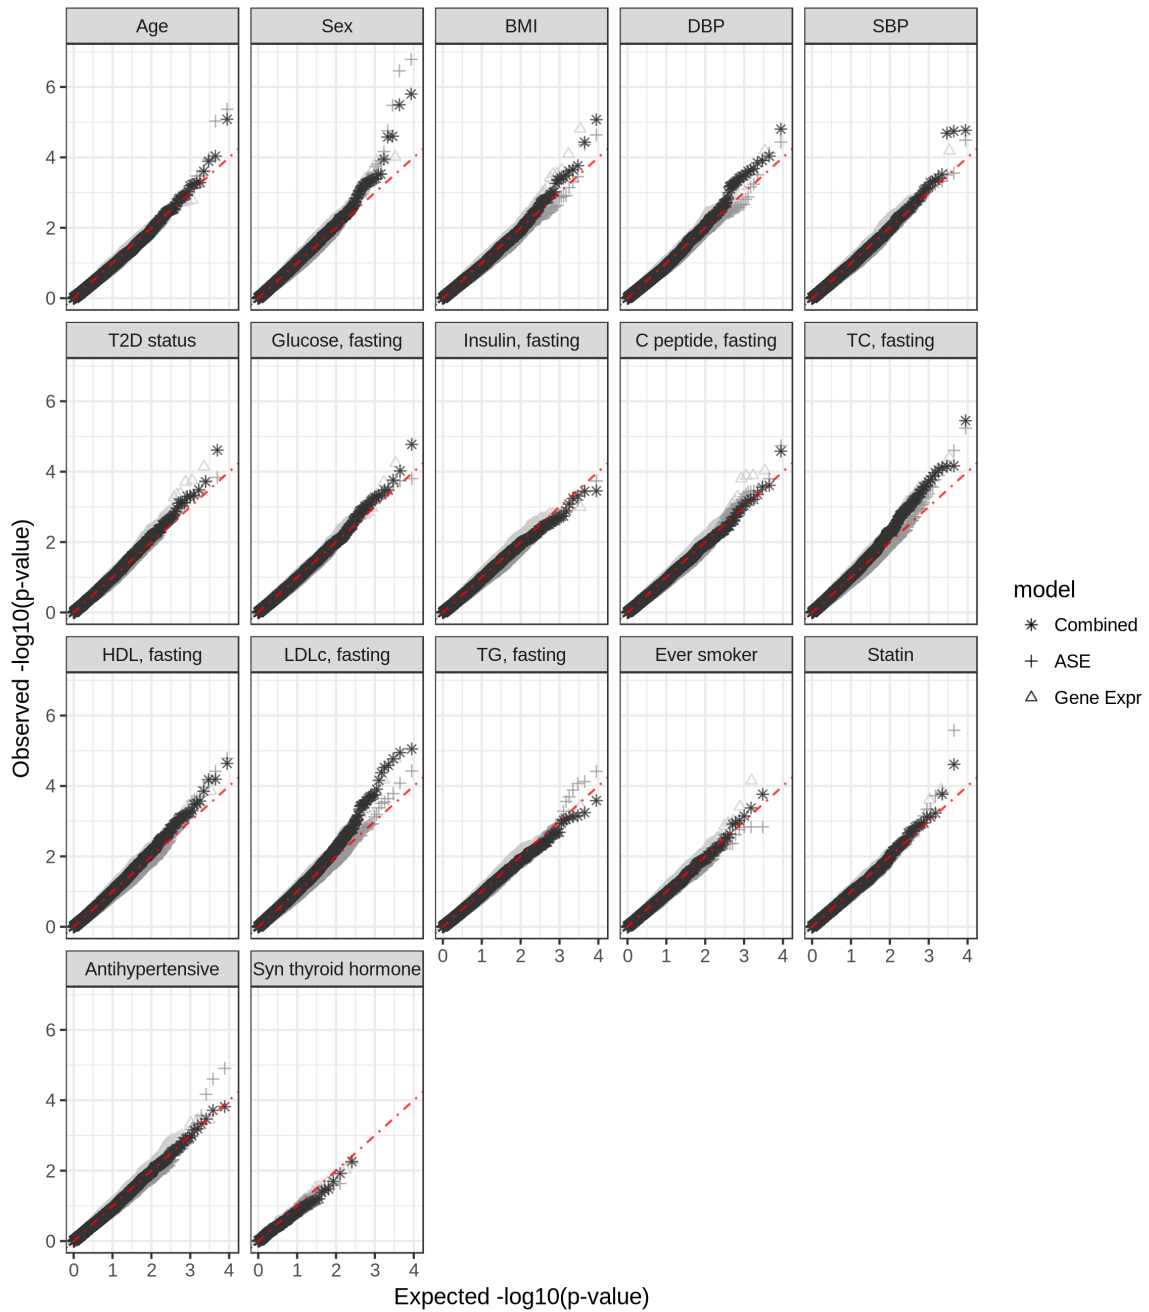 Age
Sex
BMI
DBP
SBP
6
4
2
0
T2D status
Glucose, fasting
Insulin, fasting
C peptide, fasting
TC, fasting
6
4
2
0
HDL, fasting
LDLc, fasting
TG, fasting
Ever smoker
Statin
6
4
2
0
0 1 2 3 4
0 1 2 3 4
0 1 2 3 4
Antihypertensive
Syn thyroid hormone
6
4
2
0
0 1 2 3 4
0 1 2 3 4
Expected -log10(p-value)
Observed -log10(p-value)
model
Combined
ASE
Gene Expr